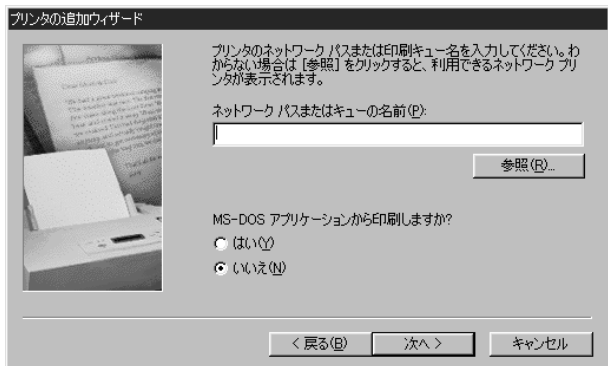 プリンタの追加ウィザード
プリンタのネットワーク パスまたは印刷キュー名を入力してください。わ
からない場合は [参照] をクリックすると、利用できるネットワーク プリ
ンタが表示されます。
ネットワーク パスまたはキューの名前(P):
参照(R)...
MS-DOS アプリケーションから印刷しますか?
はい(Y)
いいえ(N)
< 戻る(B)
次へ >
キャンセル